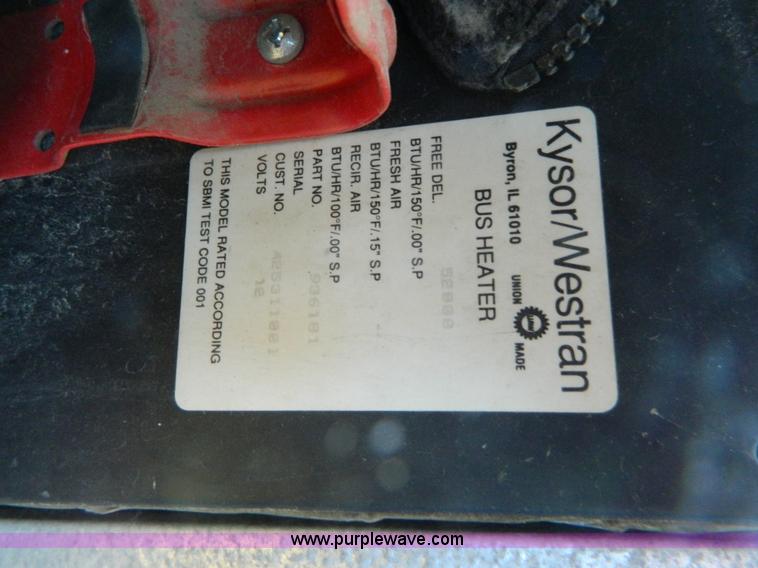 Kysor/Westran
Byron, IL 61010 UNION MADE
BUS HEATER
FREE DEL. 52000
BTU/HR/150°F/.00" S.P
FRESH AIR
BTU/HR/150°F/.15" S.P
RECIR. AIR
BTU/HR/100°F/.00" S.P
PART NO. 936101
SERIAL
CUST. NO.
VOLTS 12
THIS MODEL RATED ACCORDING
TO SBMI TEST CODE 001
www.purplewave.com